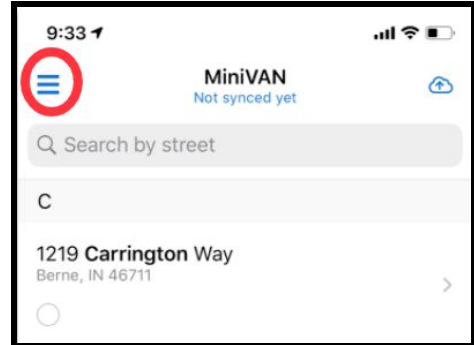 9:33
MiniVAN
Not synced yet
Search by street
C
1219 Carrington Way
Berne, IN 46711